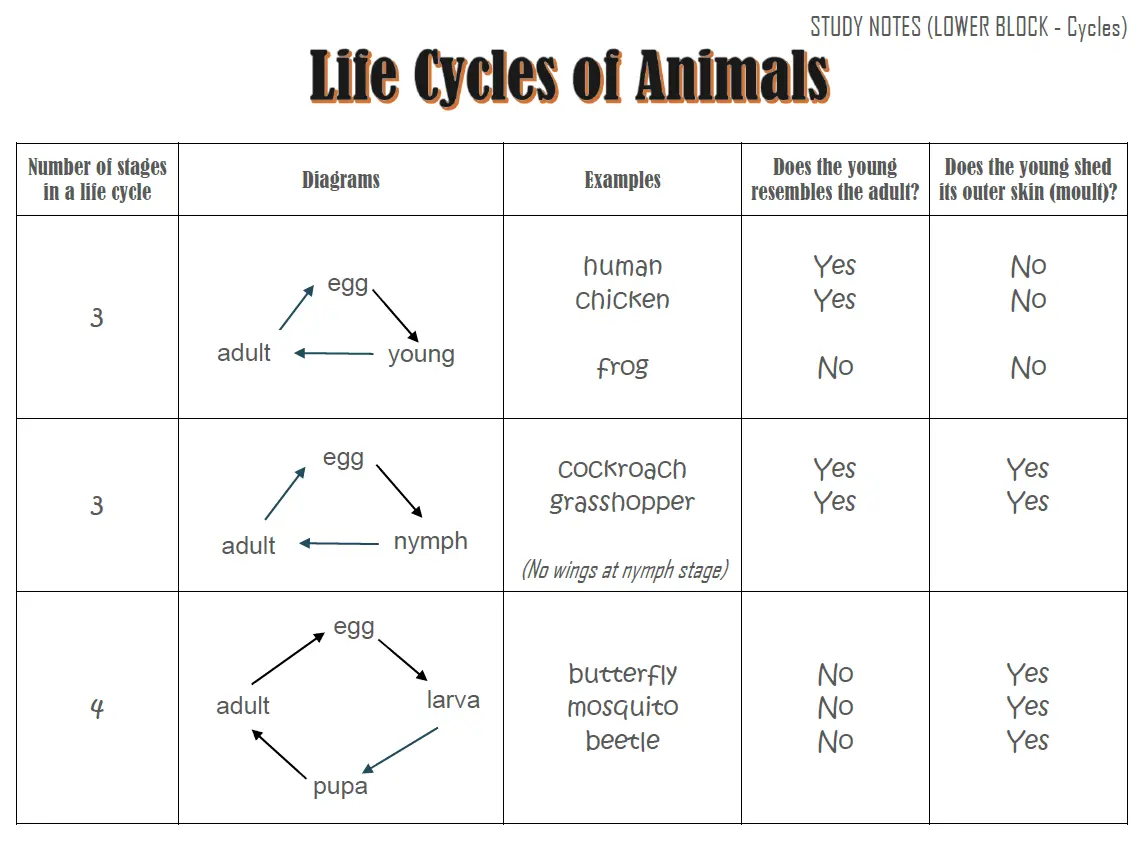 STUDY NOTES (LOWER BLOCK - Cycles)
Life Cycles of Animals
Number of stages
in a life cycle
Diagrams
Examples
Does the young
resembles the adult?
Does the young shed
its outer skin (moult)?
3
egg
adult
young
human
chicken
frog
Yes
Yes
No
No
No
No
3
egg
adult
nymph
cockroach
grasshopper
(No wings at nymph stage)
Yes
Yes
Yes
Yes
4
egg
adult
larva
pupa
butterfly
mosquito
beetle
No
No
No
Yes
Yes
Yes